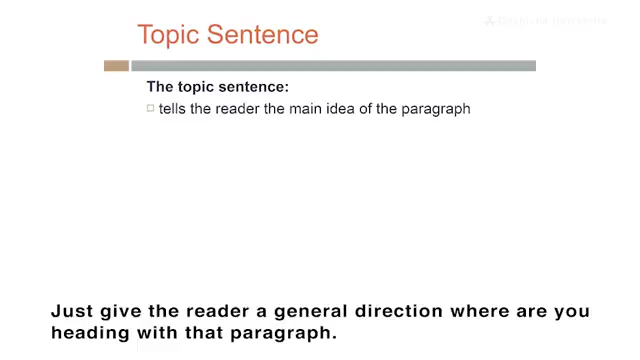 Topic Sentence
The topic sentence:
tells the reader the main idea of the paragraph
Just give the reader a general direction where are you
heading with that paragraph.